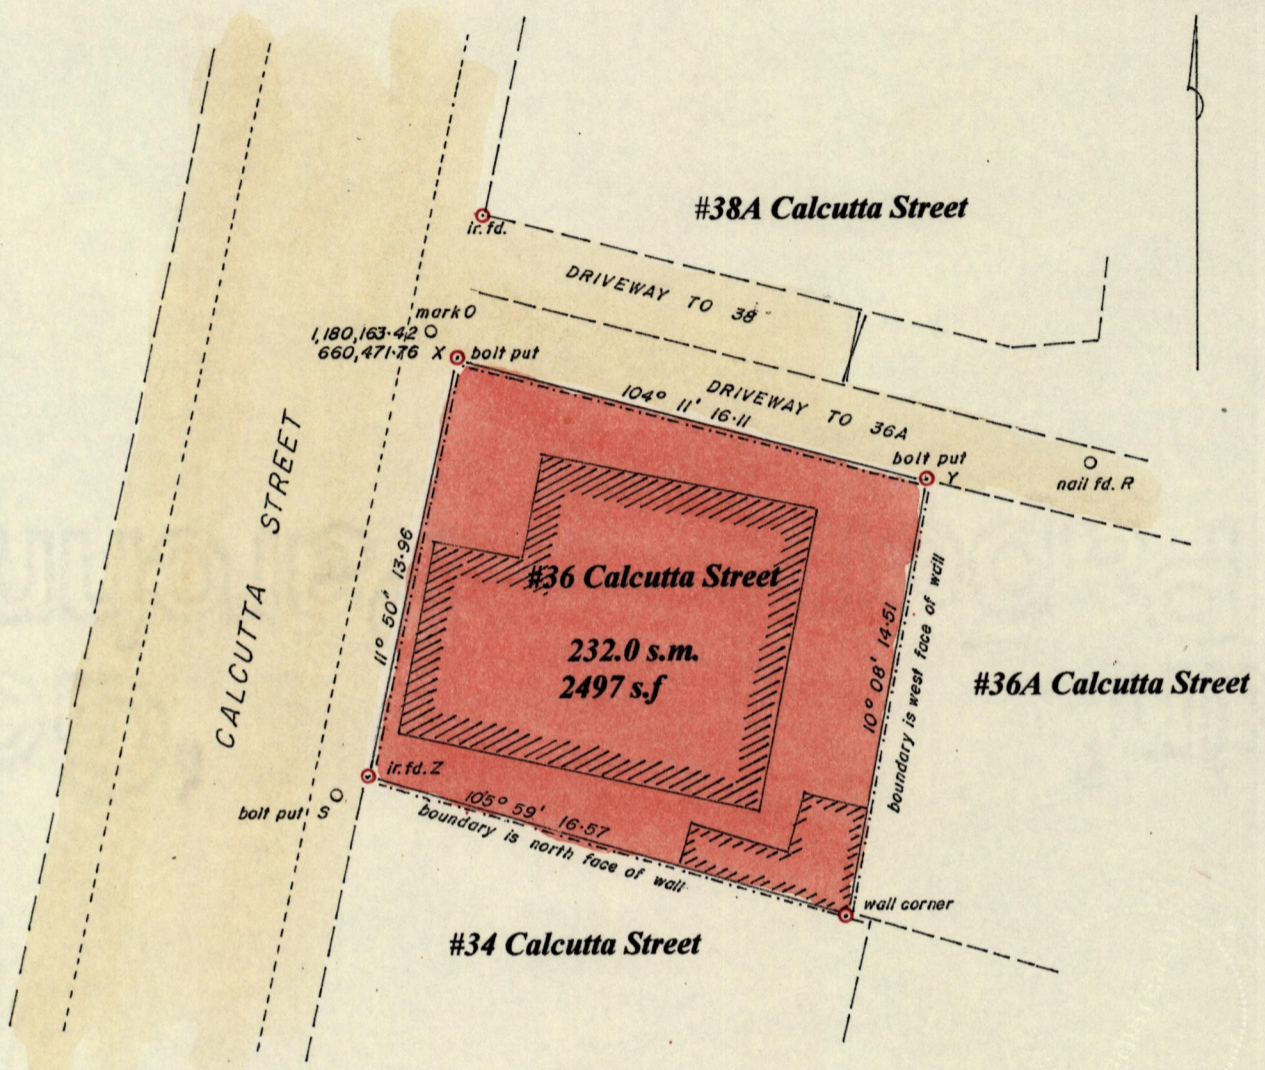 #38A Calcutta Street
ir. fd.
DRIVEWAY TO 38
mark O
1,180,163·42
660,471·76 X
bolt put
DRIVEWAY TO 36A
104° 11' 16·11
bolt put
Y
nail fd. R
CALCUTTA STREET
11° 50' 13·96
#36 Calcutta Street
232.0 s.m.
2497 s.f
10° 08' 14·51
boundary is west face of wall
#36A Calcutta Street
ir. fd. Z
bolt put S
105° 59' 16·57
boundary is north face of wall
wall corner
#34 Calcutta Street